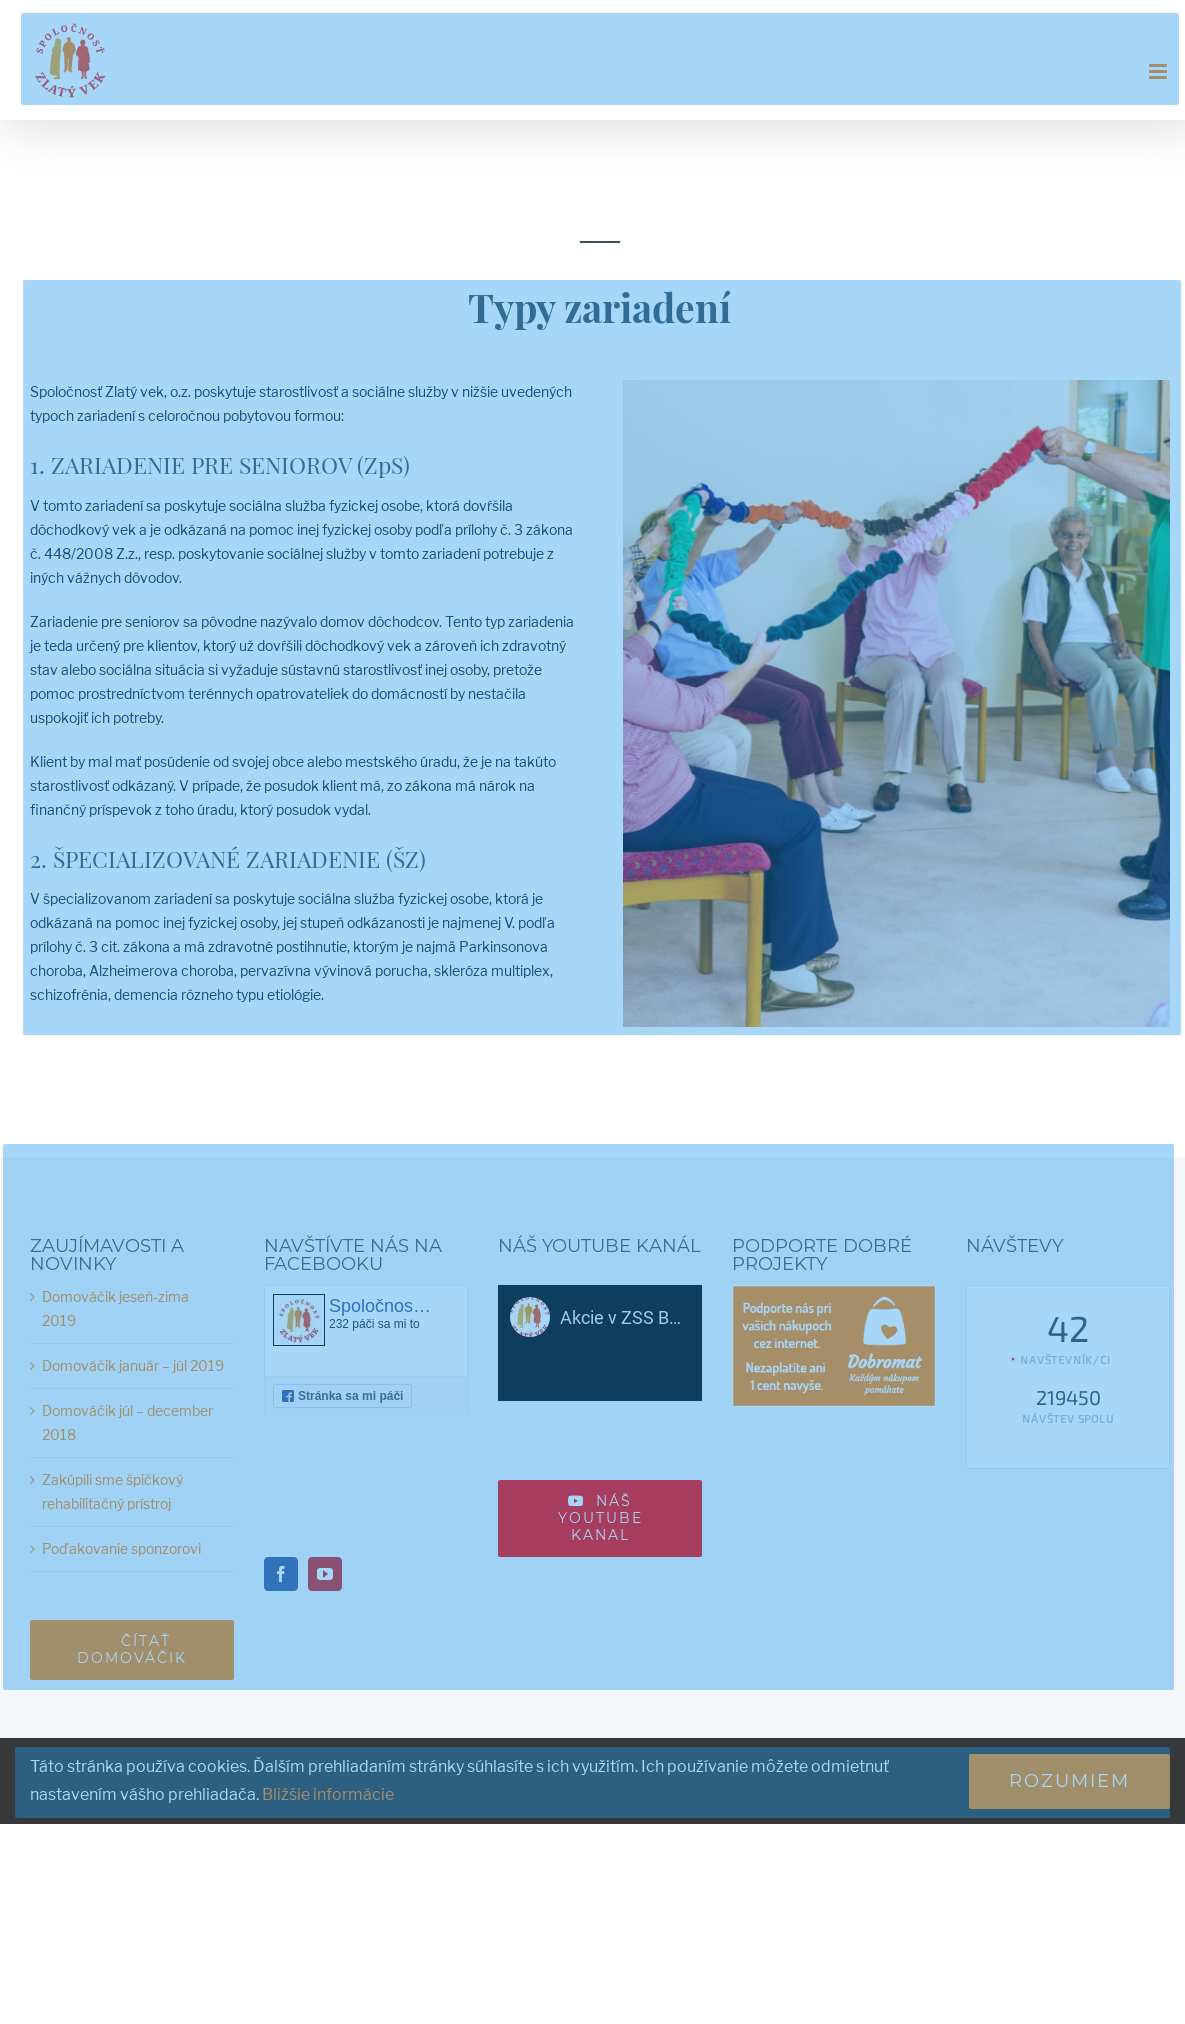 SPOLOČNOSŤ
ZLATÝ VEK
Typy zariadení
Spoločnosť Zlatý vek, o.z. poskytuje starostlivosť a sociálne služby v nižšie uvedených
typoch zariadení s celoročnou pobytovou formou:
1. ZARIADENIE PRE SENIOROV (ZpS)
V tomto zariadení sa poskytuje sociálna služba fyzickej osobe, ktorá dovŕšila
dôchodkový vek a je odkázaná na pomoc inej fyzickej osoby podľa prílohy č. 3 zákona
č. 448/2008 Z.z., resp. poskytovanie sociálnej služby v tomto zariadení potrebuje z
iných vážnych dôvodov.
Zariadenie pre seniorov sa pôvodne nazývalo domov dôchodcov. Tento typ zariadenia
je teda určený pre klientov, ktorý už dovŕšili dôchodkový vek a zároveň ich zdravotný
stav alebo sociálna situácia si vyžaduje sústavnú starostlivosť inej osoby, pretože
pomoc prostredníctvom terénnych opatrovateliek do domácností by nestačila
uspokojiť ich potreby.
Klient by mal mať posúdenie od svojej obce alebo mestského úradu, že je na takúto
starostlivosť odkázaný. V prípade, že posudok klient má, zo zákona má nárok na
finančný príspevok z toho úradu, ktorý posudok vydal.
2. ŠPECIALIZOVANÉ ZARIADENIE (ŠZ)
V špecializovanom zariadení sa poskytuje sociálna služba fyzickej osobe, ktorá je
odkázaná na pomoc inej fyzickej osoby, jej stupeň odkázanosti je najmenej V. podľa
prílohy č. 3 cit. zákona a má zdravotné postihnutie, ktorým je najmä Parkinsonova
choroba, Alzheimerova choroba, pervazívna vývinová porucha, skleróza multiplex,
schizofrénia, demencia rôzneho typu etiológie.
ZAUJÍMAVOSTI A
NOVINKY
Domováčik jeseň-zima
2019
Domováčik január – júl 2019
Domováčik júl – december
2018
Zakúpili sme špičkový
rehabilitačný prístroj
Poďakovanie sponzorovi
ČÍTAŤ
DOMOVÁČIK
NAVŠTÍVTE NÁS NA
FACEBOOKU
Spoločnos…
232 páči sa mi to
Stránka sa mi páči
NÁŠ YOUTUBE KANÁL
Akcie v ZSS B…
NÁŠ
YOUTUBE
KANAL
PODPORTE DOBRÉ
PROJEKTY
Podporte nás pri
vašich nákupoch
cez internet.
Nezaplatíte ani
1 cent navyše.
Dobromat
Každým nákupom
pomáhate
NÁVŠTEVY
42
NAVŠTEVNÍK/CI
219450
NÁVŠTEV SPOLU
Táto stránka používa cookies. Ďalším prehliadaním stránky súhlasíte s ich využitím. Ich používanie môžete odmietnuť
nastavením vášho prehliadača. Bližšie informácie
ROZUMIEM